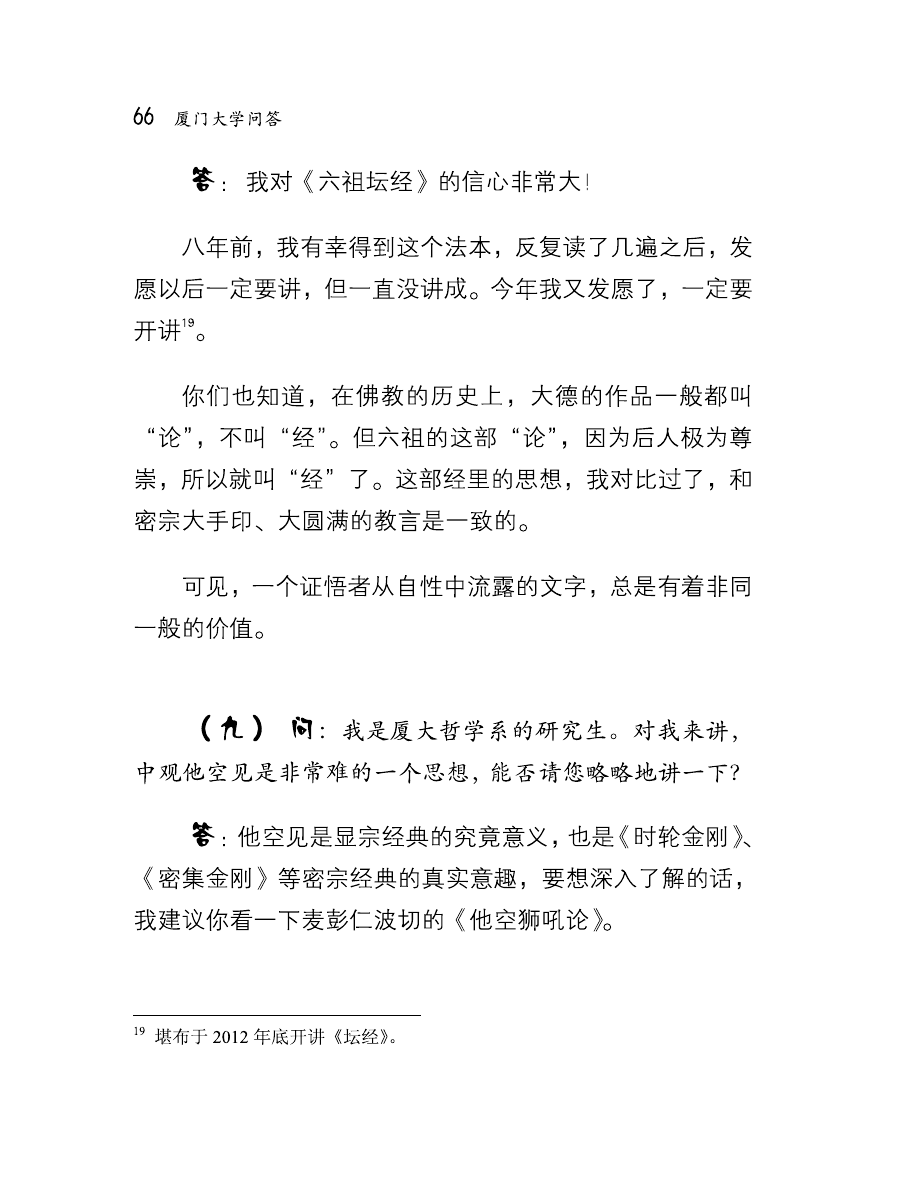 66 厦门大学问答
答：我对《六祖坛经》的信心非常大！
八年前，我有幸得到这个法本，反复读了几遍之后，发
愿以后一定要讲，但一直没讲成。今年我又发愿了，一定要
开讲19。
你们也知道，在佛教的历史上，大德的作品一般都叫
“论”，不叫“经”。但六祖的这部“论”，因为后人极为尊
崇，所以就叫“经”了。这部经里的思想，我对比过了，和
密宗大手印、大圆满的教言是一致的。
可见，一个证悟者从自性中流露的文字，总是有着非同
一般的价值。
（九） 问：我是厦大哲学系的研究生。对我来讲，
中观他空见是非常难的一个思想，能否请您略略地讲一下？
答：他空见是显宗经典的究竟意义，也是《时轮金刚》、
《密集金刚》等密宗经典的真实意趣，要想深入了解的话，
我建议你看一下麦彭仁波切的《他空狮吼论》。
19 堪布于 2012 年底开讲《坛经》。